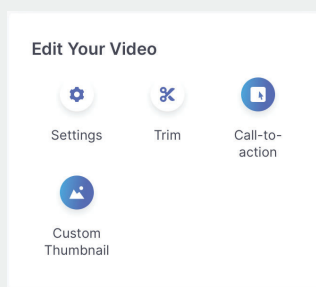 Edit Your Video
Settings
Trim
Call-to-
action
Custom
Thumbnail